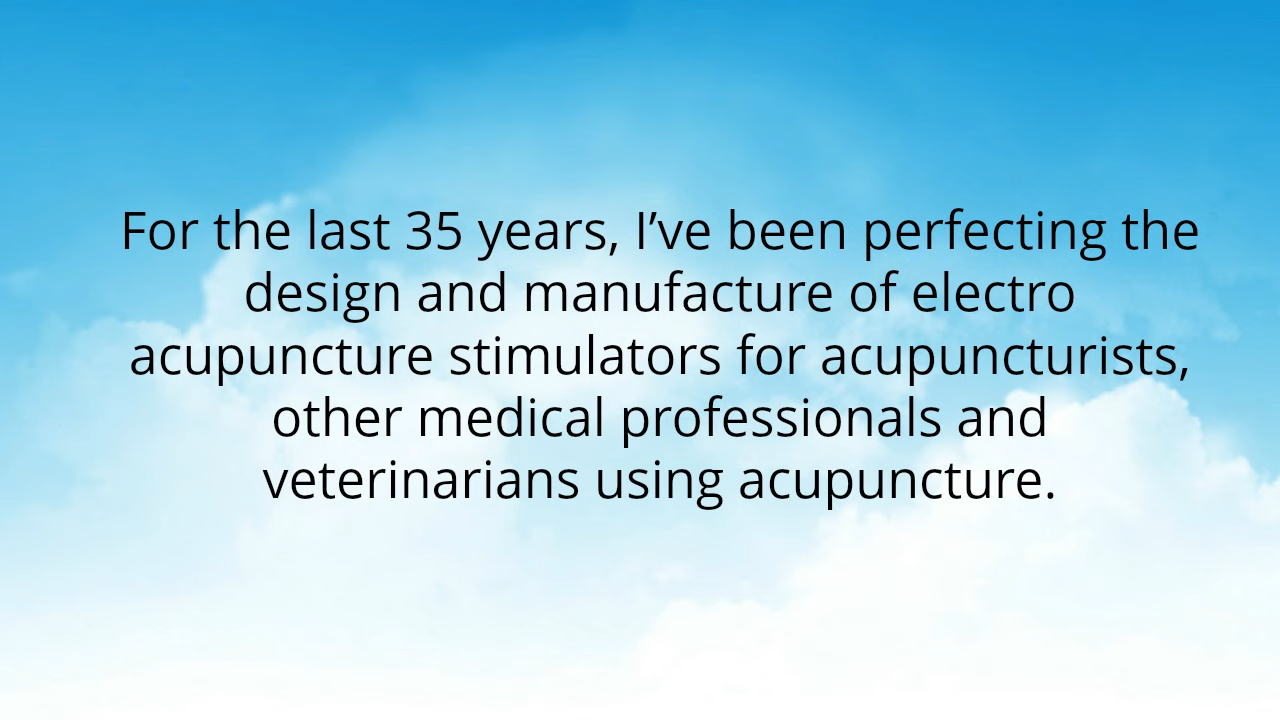 For the last 35 years, I’ve been perfecting the
design and manufacture of electro
acupuncture stimulators for acupuncturists,
other medical professionals and
veterinarians using acupuncture.